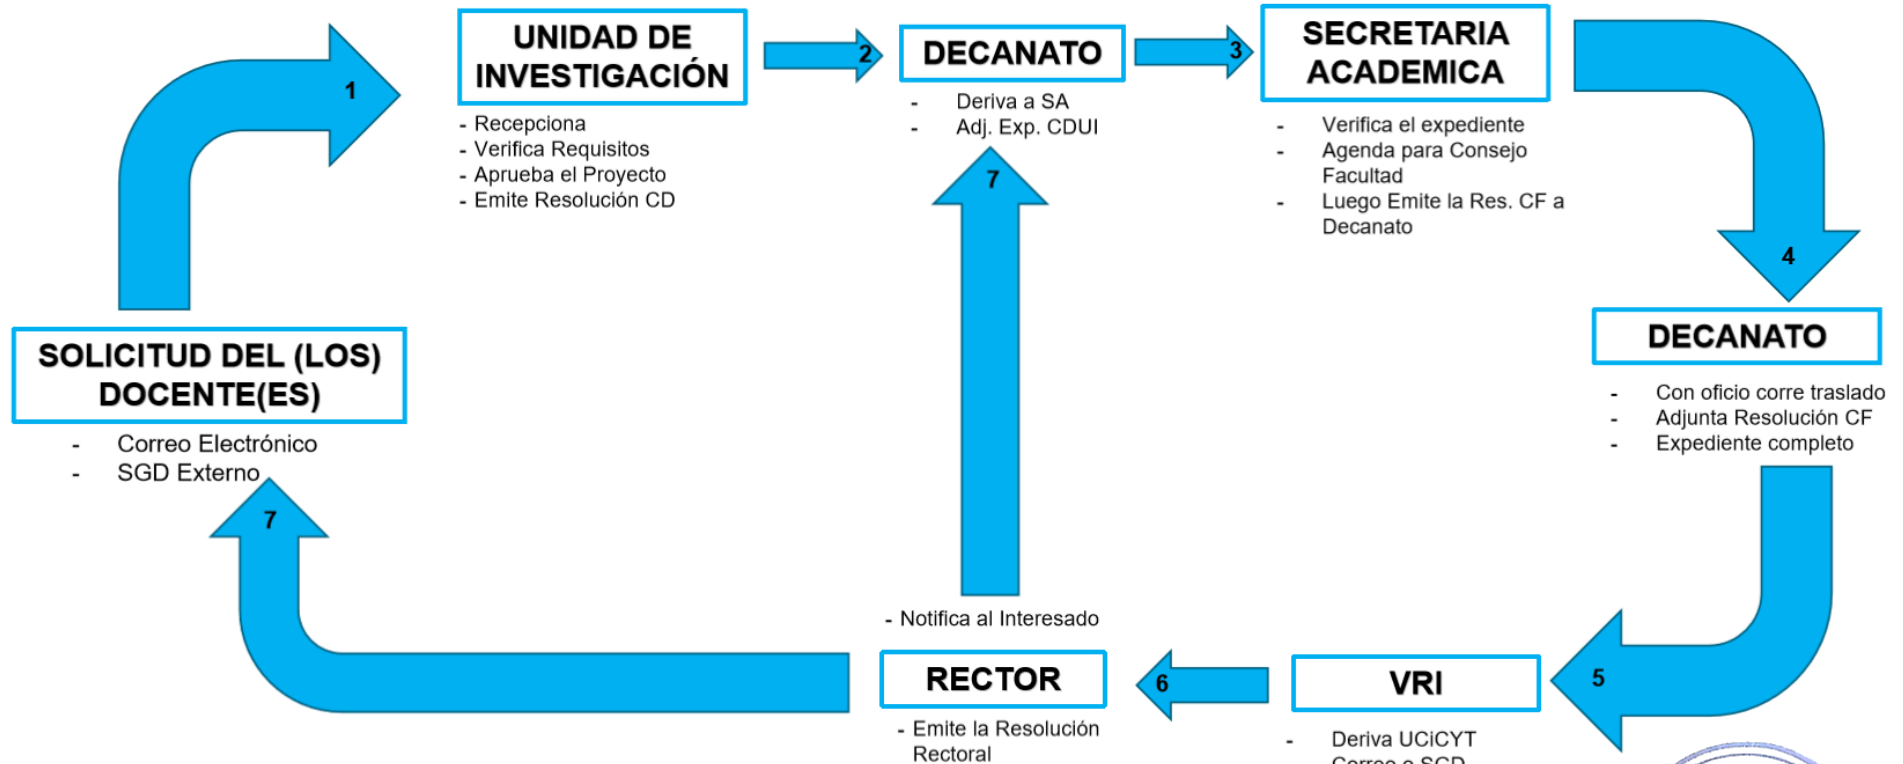 1
UNIDAD DE
INVESTIGACIÓN
- Recepciona
- Verifica Requisitos
- Aprueba el Proyecto
- Emite Resolución CD
2
DECANATO
- Deriva a SA
- Adj. Exp. CDUI
3
SECRETARIA
ACADEMICA
- Verifica el expediente
- Agenda para Consejo
Facultad
- Luego Emite la Res. CF a
Decanato
4
DECANATO
- Con oficio corre traslado
- Adjunta Resolución CF
- Expediente completo
5
VRI
- Deriva UCiCYT
6
- Notifica al Interesado
RECTOR
- Emite la Resolución
Rectoral
7
7
SOLICITUD DEL (LOS)
DOCENTE(ES)
- Correo Electrónico
- SGD Externo